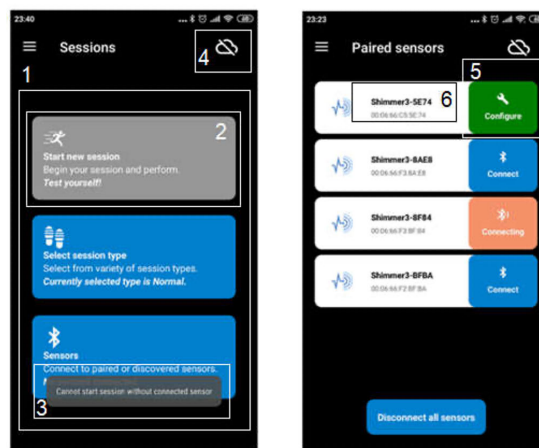 23:40
Sessions
4
1
2
Start new session
Begin your session and perform.
Test yourself!
Select session type
Select from variety of session types.
Currently selected type is Normal.
Sensors
Connect to paired or discovered sensors.
Cannot start session without connected sensor
3
23:23
Paired sensors
5
Shimmer3-5E74
6
00:06:66:C5:5E:74
Configure
Shimmer3-8AE8
00:06:66:F3:8A:E8
Connect
Shimmer3-8F84
00:06:66:F3:8F:84
Connecting
Shimmer3-BFBA
00:06:66:F2:BF:BA
Connect
Disconnect all sensors